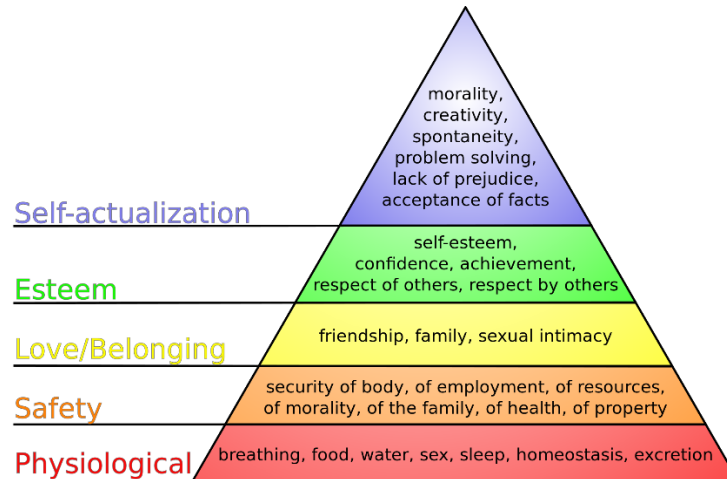 morality,
creativity,
spontaneity,
problem solving,
lack of prejudice,
acceptance of facts
Self-actualization
self-esteem,
confidence, achievement,
respect of others, respect by others
Esteem
friendship, family, sexual intimacy
Love/Belonging
security of body, of employment, of resources,
of morality, of the family, of health, of property
Safety
breathing, food, water, sex, sleep, homeostasis, excretion
Physiological